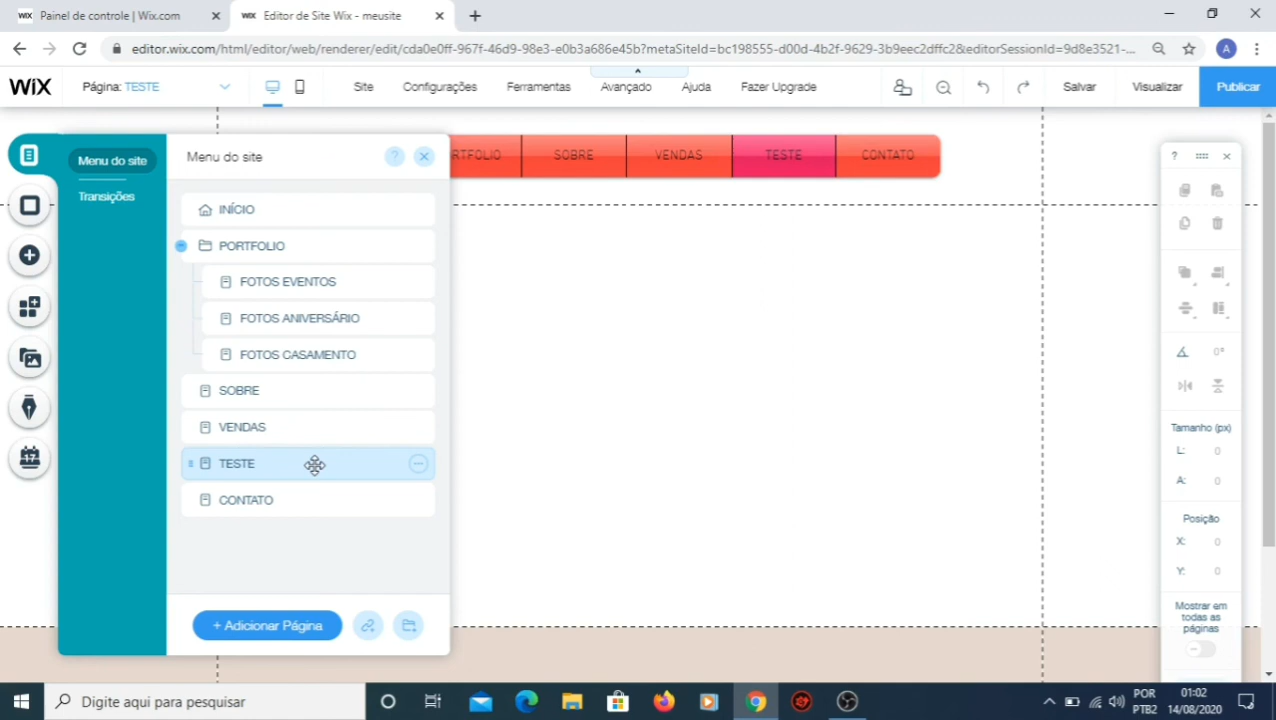 WIX Painel de controle | Wix.com
WIX Editor de Site Wix - meusite
editor.wix.com/html/editor/web/renderer/edit/cda0e0ff-967f-46d9-98e3-e0b3a686e45b?metaSiteId=bc198555-d00d-4b2f-9629-3b9eec2dffc2&editorSessionId=9d8e3521-...
A
WiX
Página: TESTE
Site
Configurações
Ferramentas
Avançado
Ajuda
Fazer Upgrade
Salvar
Visualizar
Publicar
Menu do site
Transições
Menu do site
?
RTFOLIO
SOBRE
VENDAS
TESTE
CONTATO
INÍCIO
PORTFOLIO
FOTOS EVENTOS
FOTOS ANIVERSÁRIO
FOTOS CASAMENTO
SOBRE
VENDAS
TESTE
CONTATO
+ Adicionar Página
17
?
0°
Tamanho (px)
L: 0
A: 0
Posição
X: 0
Y: 0
Mostrar em
todas as
páginas
Digite aqui para pesquisar
POR
PTB2
01:02
14/08/2020